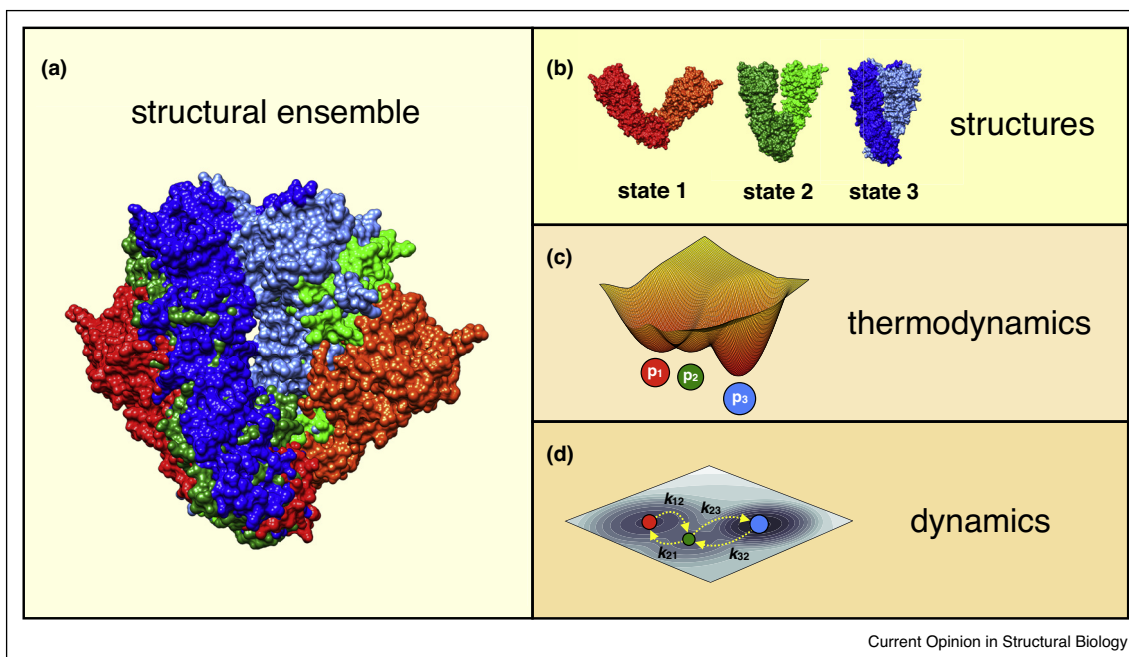 (a)
structural ensemble
(b)
structures
state 1
state 2
state 3
(c)
thermodynamics
p1
p2
p3
(d)
dynamics
k12
k23
k21
k32
Current Opinion in Structural Biology